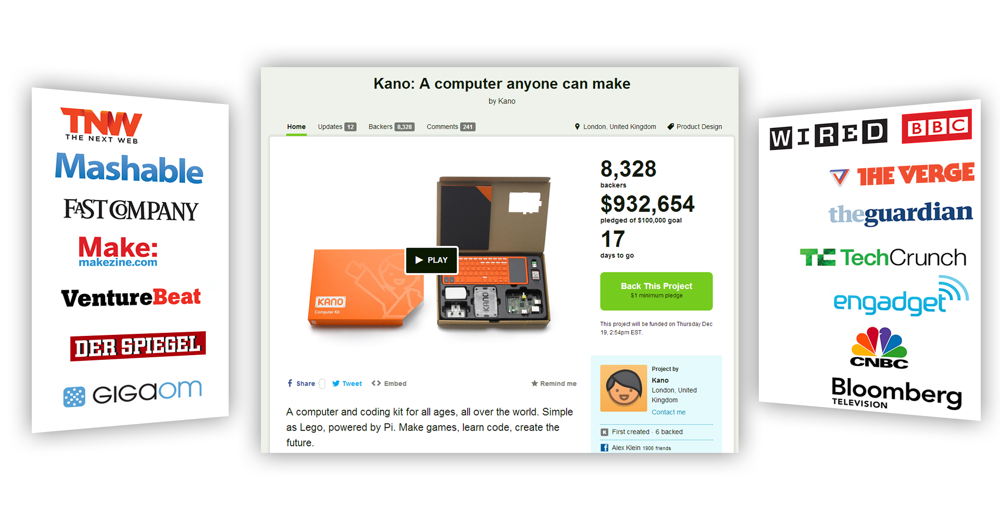 TNW
THE NEXT WEB
Mashable
FAST COMPANY
Make:
makezine.com
VentureBeat
DER SPIEGEL
GIGAOM
Kano: A computer anyone can make
by Kano
Home Updates 12 Backers 8,328 Comments 241 London, United Kingdom Product Design
KANO
Computer Kit
PLAY
KANO
8,328
backers
$932,654
pledged of $100,000 goal
17
days to go
Back This Project
$1 minimum pledge
This project will be funded on Thursday Dec
19, 2:54pm EST.
Share Tweet Embed Remind me
A computer and coding kit for all ages, all over the world. Simple
as Lego, powered by Pi. Make games, learn code, create the
future.
Project by
Kano
London, United
Kingdom
Contact me
K First created · 6 backed
f Alex Klein 1906 friends
WIRED BBC
THE VERGE
theguardian
TC TechCrunch
engadget
CNBC
Bloomberg
TELEVISION